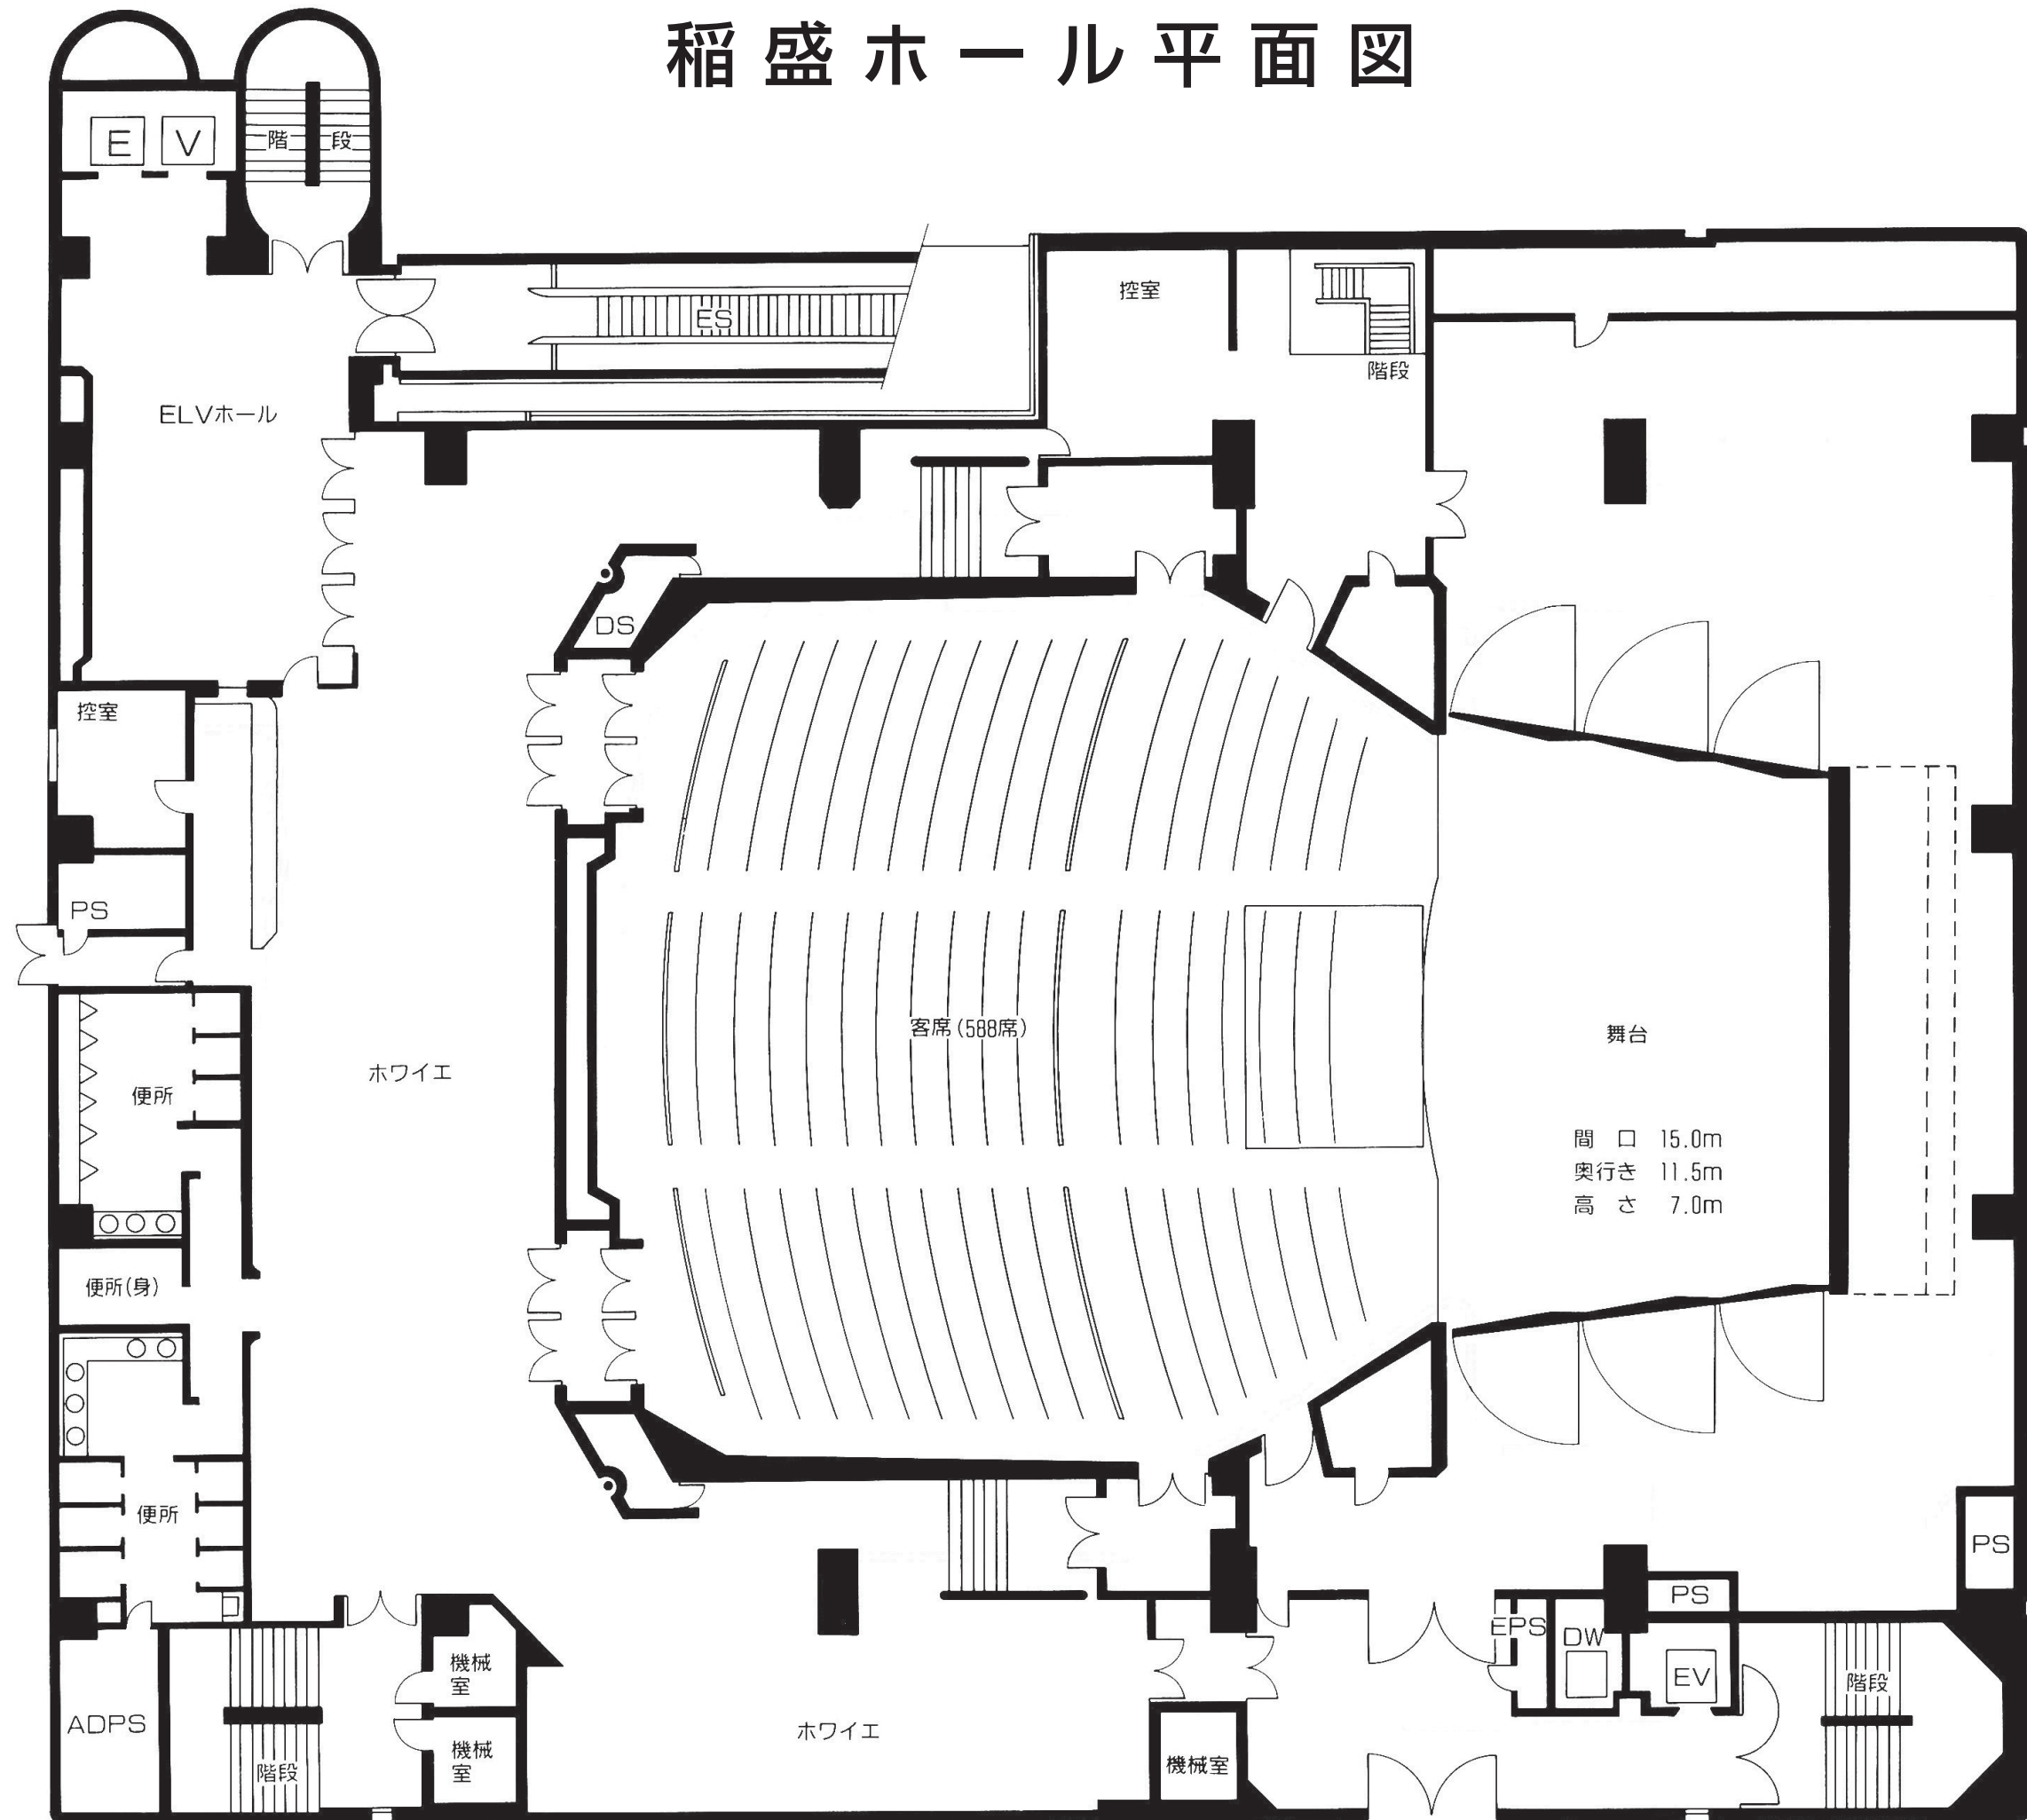 稲盛ホール平面図
E V
階 段
ES
控室
階段
ELVホール
DS
控室
PS
客席(588席)
舞台
ホワイエ
便所
間 口 15.0m
奥行き 11.5m
高 さ 7.0m
便所(身)
便所
PS
PS
EPS
DW
EV
階段
機械
室
ADPS
ホワイエ
機械
室
機械室
階段